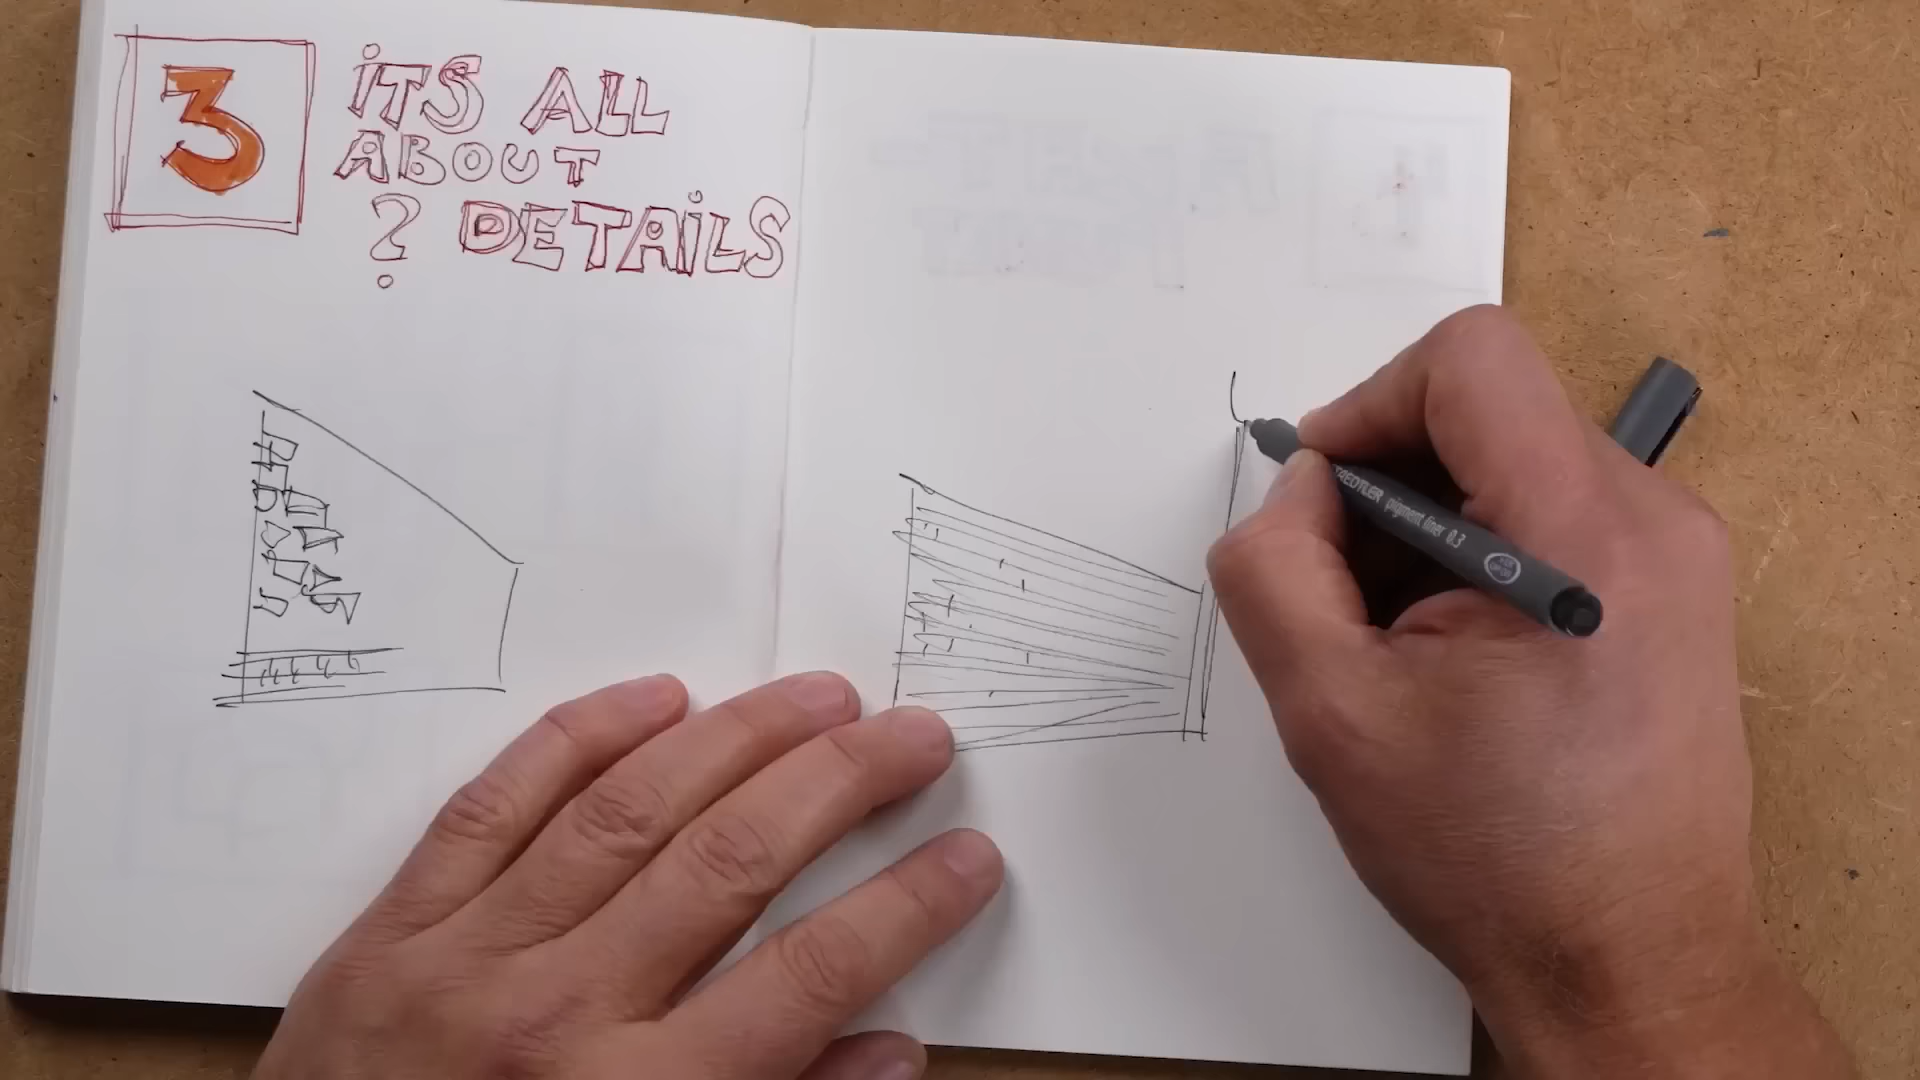 3
iTS ALL
ABOUT
? DETAiLS
STAEDTLER pigment liner 0.3